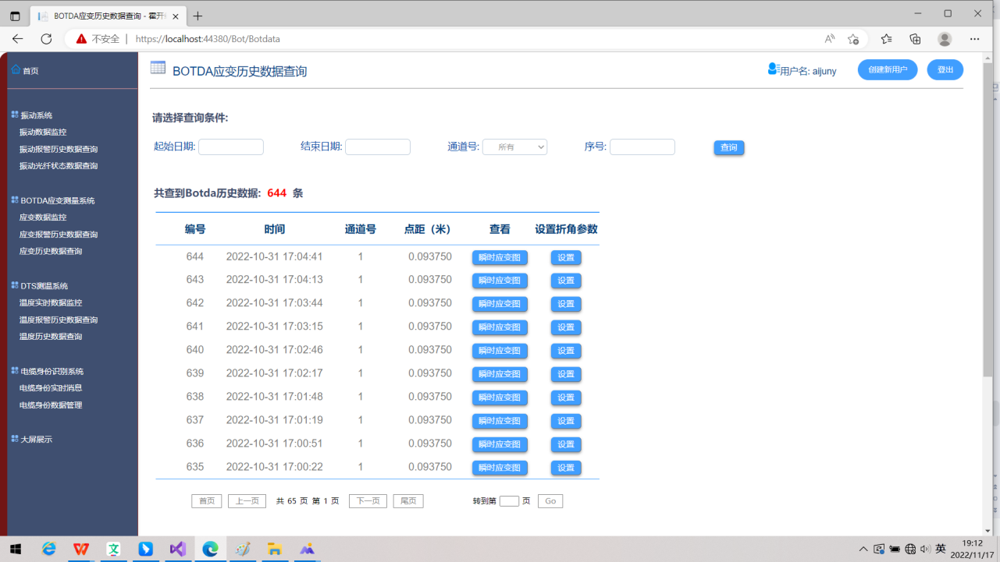 BOTDA应变历史数据查询 - 霍开
不安全 | https://localhost:44380/Bot/Botdata
首页
振动系统
振动数据监控
振动报警历史数据查询
振动光纤状态数据查询
BOTDA应变测量系统
应变数据监控
应变报警历史数据查询
应变历史数据查询
DTS测温系统
温度实时数据监控
温度报警历史数据查询
温度历史数据查询
电缆身份识别系统
电缆身份实时消息
电缆身份数据管理
大屏展示
BOTDA应变历史数据查询 用户名: aijuny 创建新用户 登出
请选择查询条件:
起始日期: 结束日期: 通道号: 所有 序号: 查询
共查到Botda历史数据: 644 条
编号 时间 通道号 点距（米） 查看 设置折角参数
644 2022-10-31 17:04:41 1 0.093750 瞬时应变图 设置
643 2022-10-31 17:04:13 1 0.093750 瞬时应变图 设置
642 2022-10-31 17:03:44 1 0.093750 瞬时应变图 设置
641 2022-10-31 17:03:15 1 0.093750 瞬时应变图 设置
640 2022-10-31 17:02:46 1 0.093750 瞬时应变图 设置
639 2022-10-31 17:02:17 1 0.093750 瞬时应变图 设置
638 2022-10-31 17:01:48 1 0.093750 瞬时应变图 设置
637 2022-10-31 17:01:19 1 0.093750 瞬时应变图 设置
636 2022-10-31 17:00:51 1 0.093750 瞬时应变图 设置
635 2022-10-31 17:00:22 1 0.093750 瞬时应变图 设置
首页 上一页 共 65 页 第 1 页 下一页 尾页 转到第 页 Go
英 19:12
2022/11/17